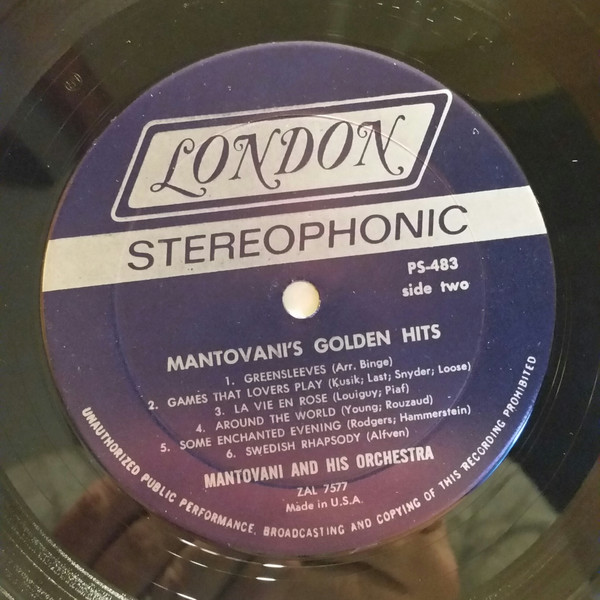 LONDON
STEREOPHONIC
PS-483
side two
MANTOVANI'S GOLDEN HITS
1. GREENSLEEVES (Arr. Binge)
2. GAMES THAT LOVERS PLAY (Kusik; Last; Snyder; Loose)
3. LA VIE EN ROSE (Louiguy; Piaf)
4. AROUND THE WORLD (Young; Rouzaud)
5. SOME ENCHANTED EVENING (Rodgers; Hammerstein)
6. SWEDISH RHAPSODY (Alfven)
MANTOVANI AND HIS ORCHESTRA
ZAL 7577
Made in U.S.A.
UNAUTHORIZED PUBLIC PERFORMANCE, BROADCASTING AND COPYING OF THIS RECORDING PROHIBITED